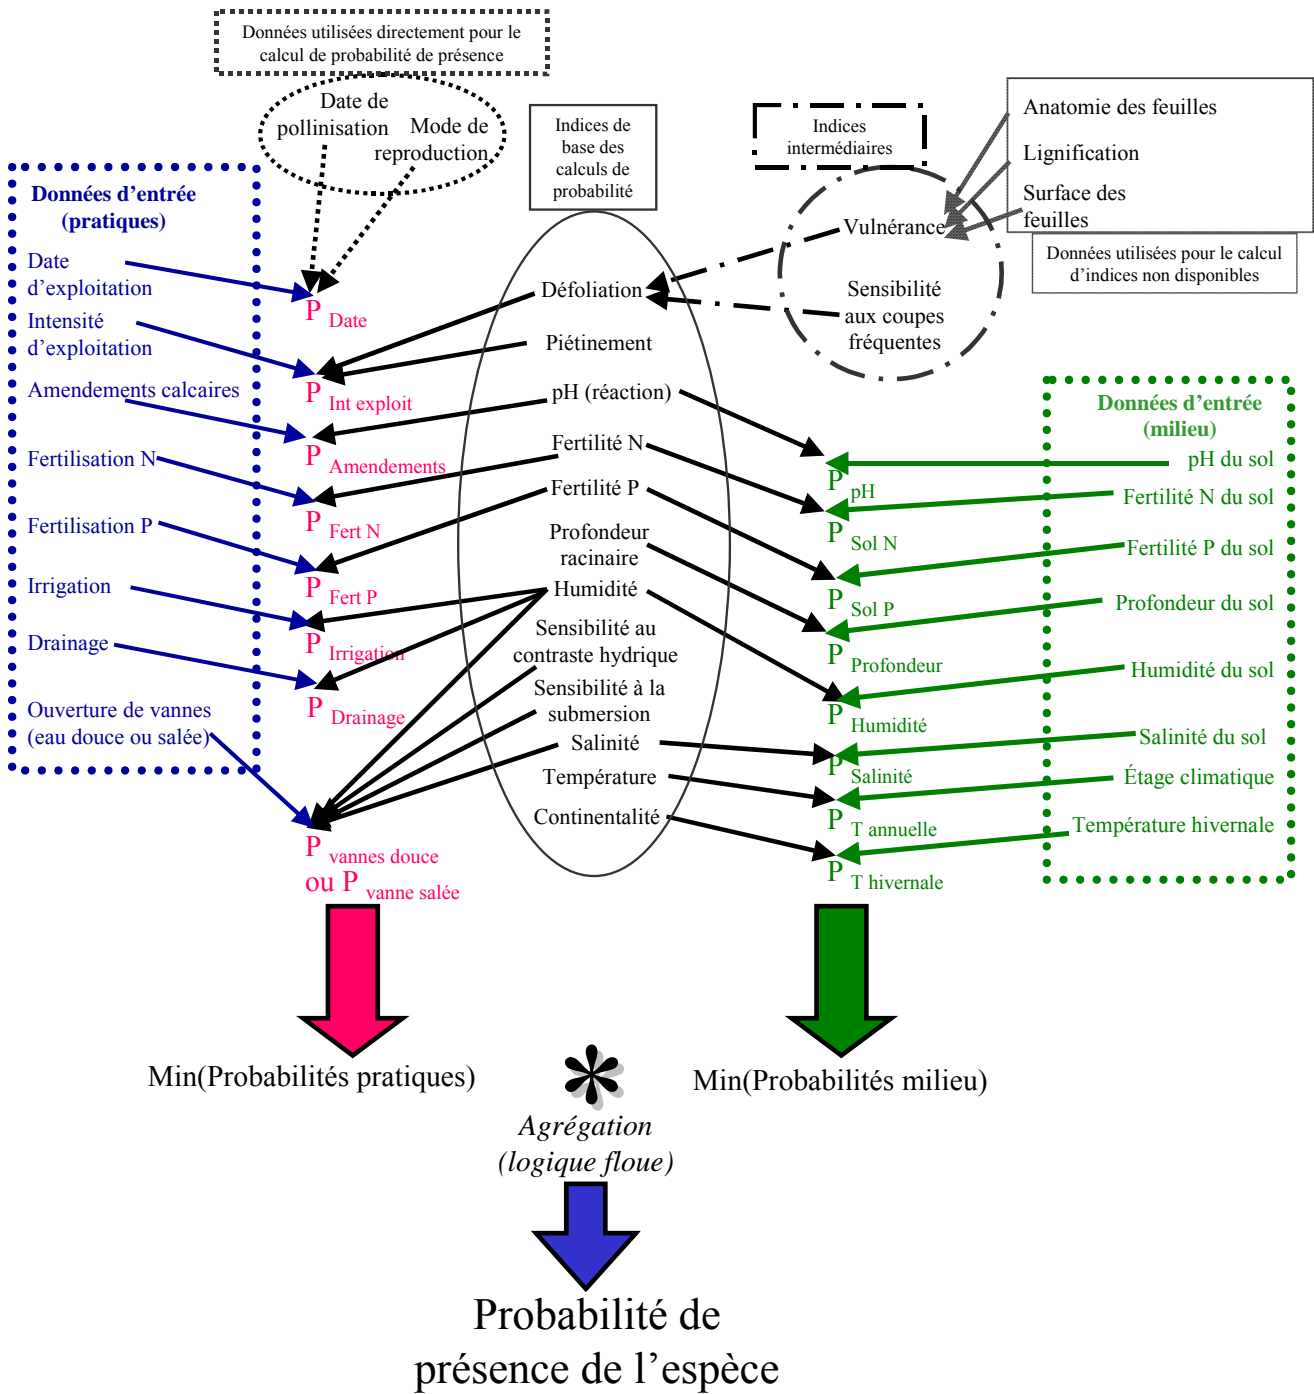 Données utilisées directement pour le
calcul de probabilité de présence
Date de
pollinisation
Mode de
reproduction
Indices de
base des
calculs de
probabilité
Indices
intermédiaires
Anatomie des feuilles
Lignification
Surface des
feuilles
Données utilisées pour le calcul
d’indices non disponibles
Vulnérance
Sensibilité
aux coupes
fréquentes
Données d’entrée
(pratiques)
Date
d’exploitation
Intensité
d’exploitation
Amendements calcaires
Fertilisation N
Fertilisation P
Irrigation
Drainage
Ouverture de vannes
(eau douce ou salée)
P Date
P Int exploit
P Amendements
P Fert N
P Fert P
P Irrigation
P Drainage
P vannes douce
ou P vanne salée
Défoliation
Piétinement
pH (réaction)
Fertilité N
Fertilité P
Profondeur
racinaire
Humidité
Sensibilité au
contraste hydrique
Sensibilité à la
submersion
Salinité
Température
Continentalité
P pH
P Sol N
P Sol P
P Profondeur
P Humidité
P Salinité
P T annuelle
P T hivernale
Données d’entrée
(milieu)
pH du sol
Fertilité N du sol
Fertilité P du sol
Profondeur du sol
Humidité du sol
Salinité du sol
Étage climatique
Température hivernale
Min(Probabilités pratiques)
*
Min(Probabilités milieu)
Agrégation
(logique floue)
Probabilité de
présence de l’espèce